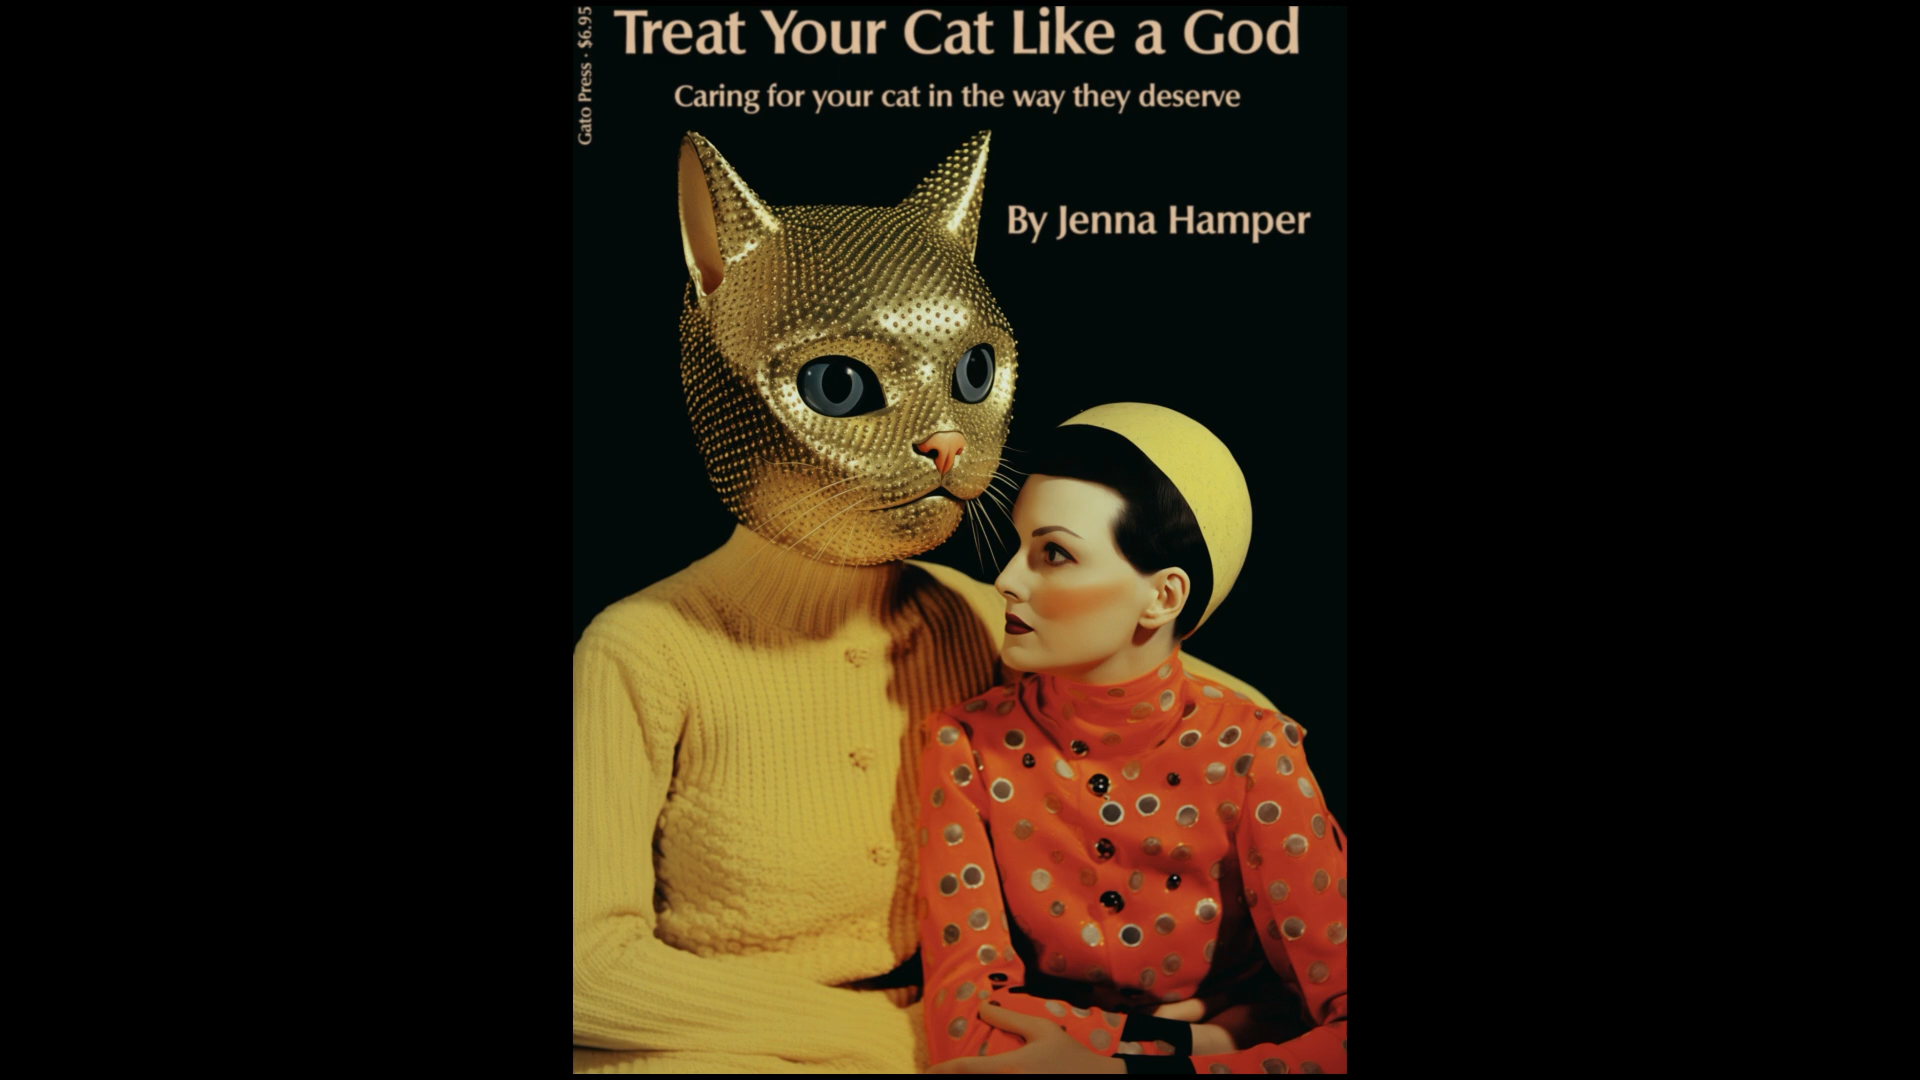 Gato Press · $6.95
Treat Your Cat Like a God
Caring for your cat in the way they deserve
By Jenna Hamper